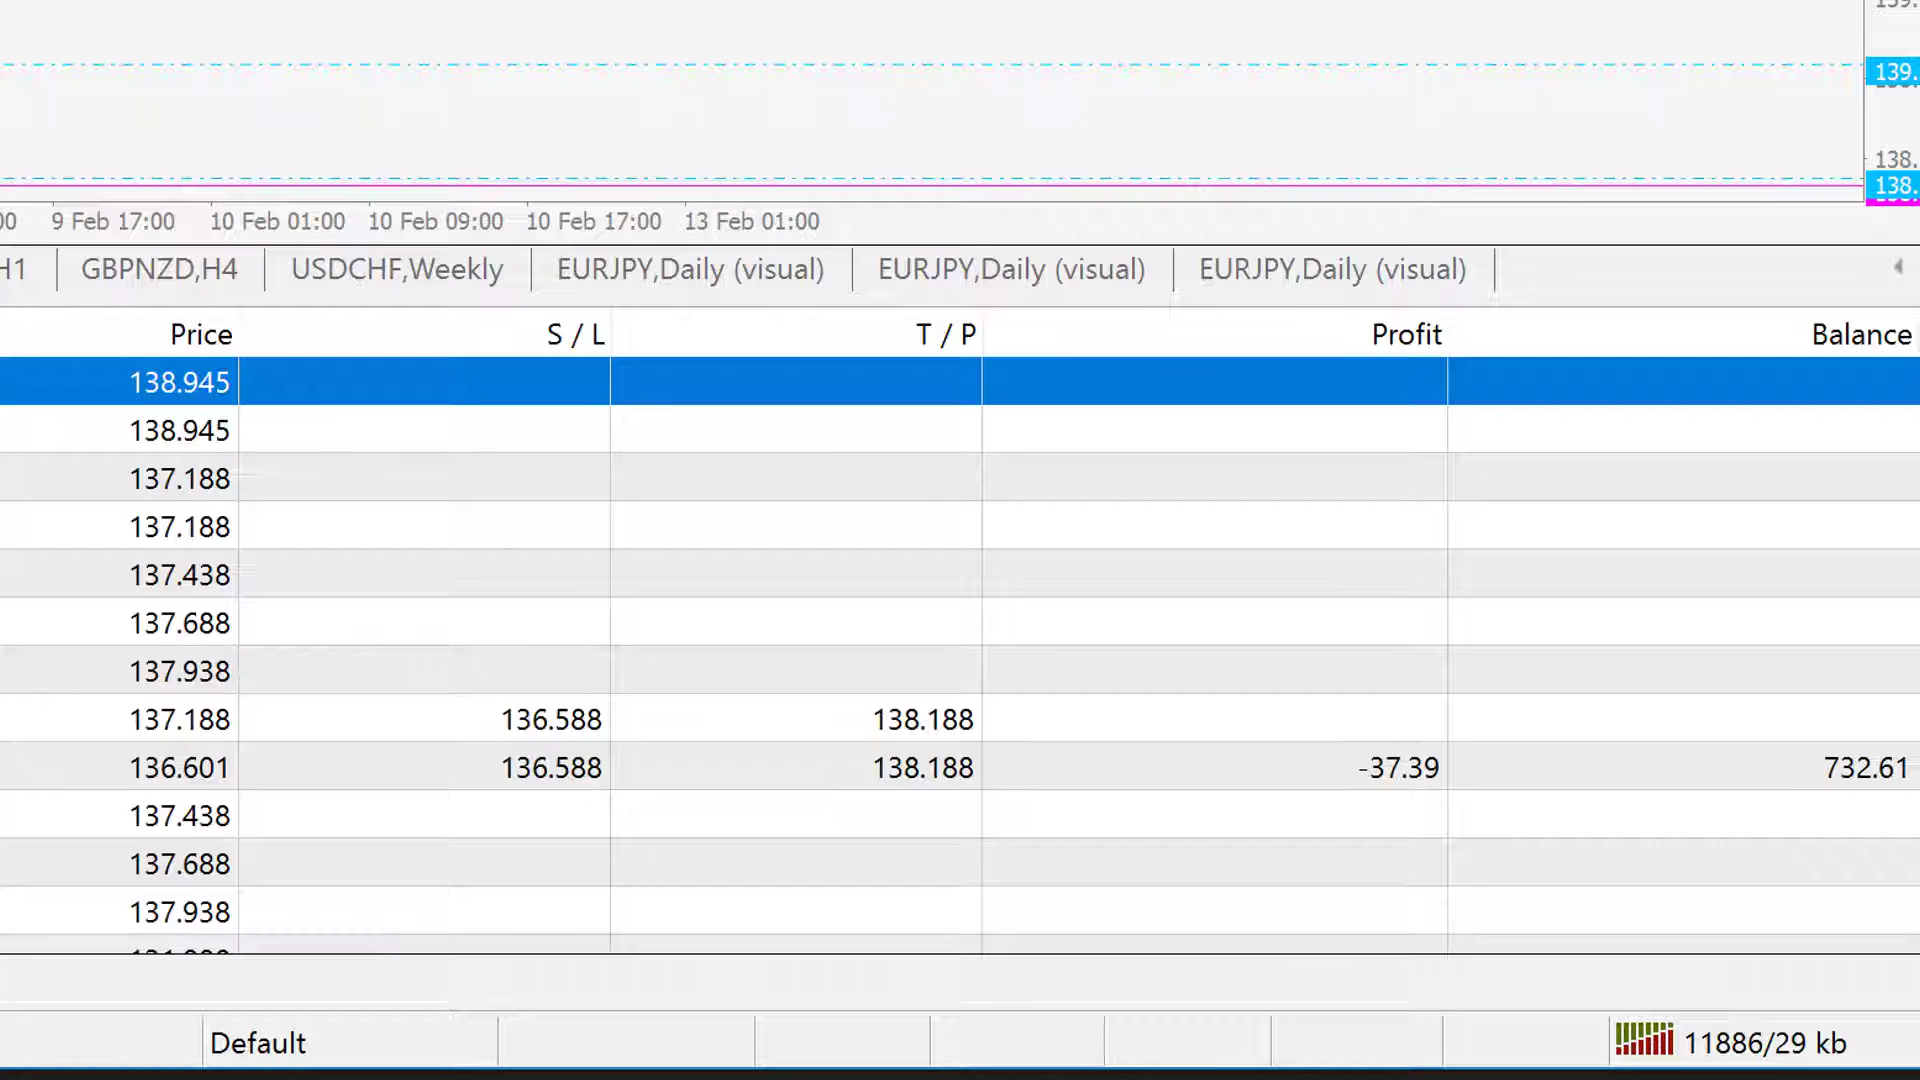 139.
138.
138.
00 9 Feb 17:00 10 Feb 01:00 10 Feb 09:00 10 Feb 17:00 13 Feb 01:00
H1 GBPNZD,H4 USDCHF,Weekly EURJPY,Daily (visual) EURJPY,Daily (visual) EURJPY,Daily (visual)
Price S / L T / P Profit Balance
138.945
138.945
137.188
137.188
137.438
137.688
137.938
137.188 136.588 138.188
136.601 136.588 138.188 -37.39 732.61
137.438
137.688
137.938
Default 11886/29 kb